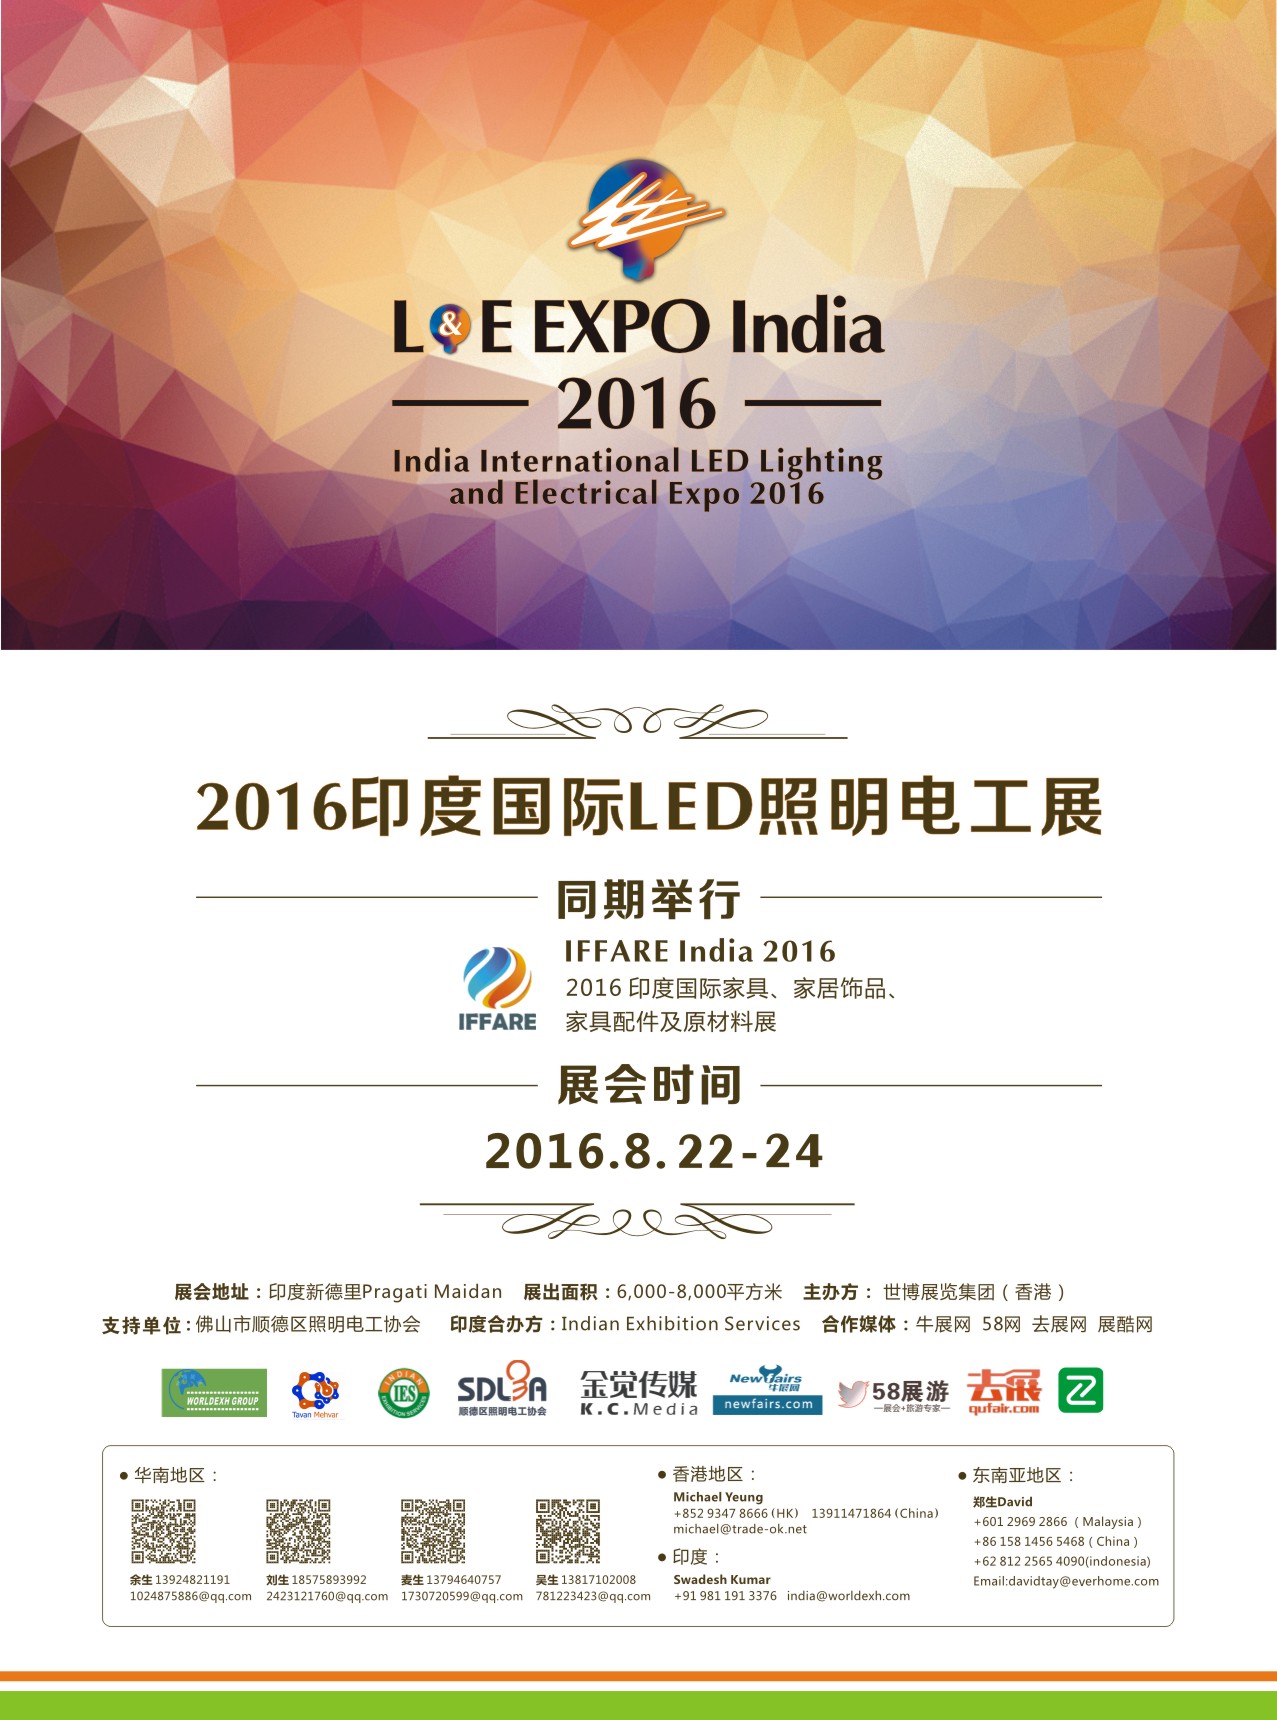 L&E EXPO India
2016
India International LED Lighting
and Electrical Expo 2016
2016印度国际LED照明电工展
同期举行
IFFARE India 2016
2016 印度国际家具、家居饰品、
家具配件及原材料展
IFFARE
展会时间
2016.8.22-24
展会地址：印度新德里Pragati Maidan 展出面积：6,000-8,000平方米 主办方： 世博展览集团（香港）
支持单位：佛山市顺德区照明电工协会 印度合办方：Indian Exhibition Services 合作媒体：牛展网 58网 去展网 展酷网
WORLDEXH GROUP
Tavan Mehvar
INDIAN
IES
EXHIBITION SERVICES
SDLEA
顺德区照明电工协会
金觉传媒
K.C.Media
Newfairs
牛展网
newfairs.com
58展游
—展会+旅游专家—
去展
qufair.com
● 华南地区：
余生 13924821191
1024875886@qq.com
刘生 18575893992
2423121760@qq.com
麦生 13794640757
1730720599@qq.com
吴生 13817102008
781223423@qq.com
● 香港地区：
Michael Yeung
+852 9347 8666 (HK) 13911471864 (China)
michael@trade-ok.net
● 印度：
Swadesh Kumar
+91 981 191 3376 india@worldexh.com
● 东南亚地区：
郑生David
+601 2969 2866 （ Malaysia ）
+86 158 1456 5468 ( China )
+62 812 2565 4090(indonesia)
Email:davidtay@everhome.com